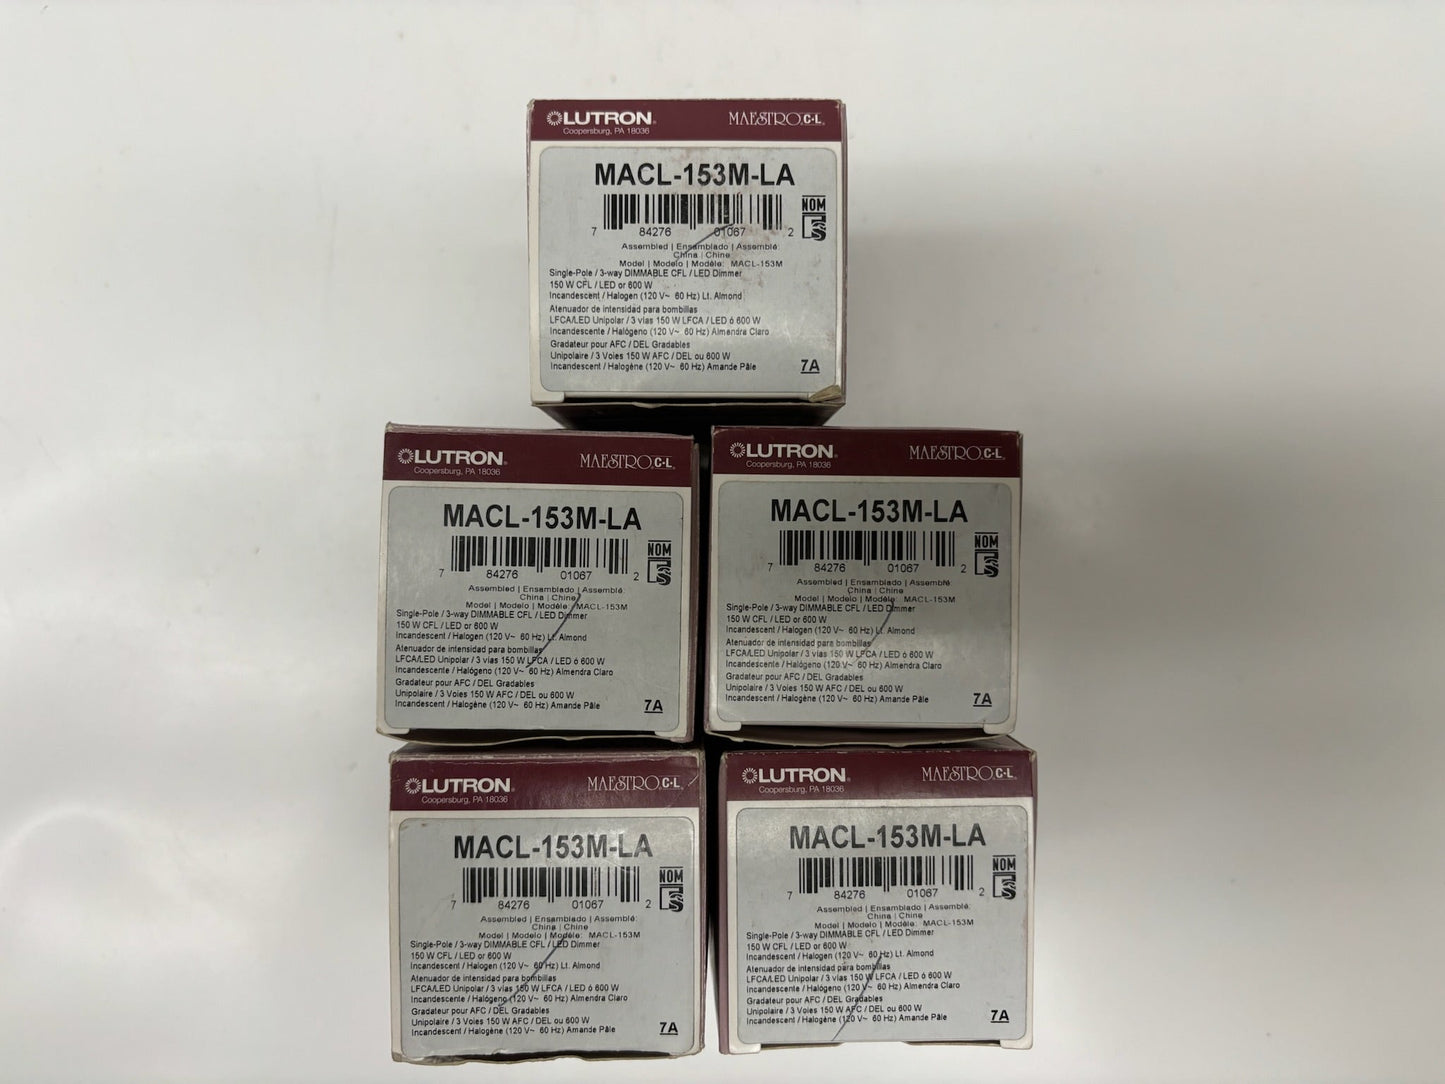 LUTRON MAESTRO C·L
Coopersburg, PA 18036
MACL-153M-LA
NOM
7 84276 01067 2
Assembled | Ensamblado | Assemblé:
China | Chine
Model | Modelo | Modèle: MACL-153M
Single-Pole / 3-way DIMMABLE CFL / LED Dimmer
150 W CFL / LED or 600 W
Incandescent / Halogen (120 V~ 60 Hz) Lt. Almond
Atenuador de intensidad para bombillas
LFCA/LED Unipolar / 3 vías 150 W LFCA / LED ó 600 W
Incandescente / Halógeno (120 V~ 60 Hz) Almendra Claro
Gradateur pour AFC / DEL Gradables
Unipolaire / 3 Voies 150 W AFC / DEL ou 600 W
Incandescent / Halogène (120 V~ 60 Hz) Amande Pâle
7A
LUTRON MAESTRO C·L
Coopersburg, PA 18036
MACL-153M-LA
NOM
7 84276 01067 2
Assembled | Ensamblado | Assemblé:
China | Chine
Model | Modelo | Modèle: MACL-153M
Single-Pole / 3-way DIMMABLE CFL / LED Dimmer
150 W CFL / LED or 600 W
Incandescent / Halogen (120 V~ 60 Hz) Lt. Almond
Atenuador de intensidad para bombillas
LFCA/LED Unipolar / 3 vías 150 W LFCA / LED ó 600 W
Incandescente / Halógeno (120 V~ 60 Hz) Almendra Claro
Gradateur pour AFC / DEL Gradables
Unipolaire / 3 Voies 150 W AFC / DEL ou 600 W
Incandescent / Halogène (120 V~ 60 Hz) Amande Pâle
7A
LUTRON MAESTRO C·L
Coopersburg, PA 18036
MACL-153M-LA
NOM
7 84276 01067 2
Assembled | Ensamblado | Assemblé:
China | Chine
Model | Modelo | Modèle: MACL-153M
Single-Pole / 3-way DIMMABLE CFL / LED Dimmer
150 W CFL / LED or 600 W
Incandescent / Halogen (120 V~ 60 Hz) Lt. Almond
Atenuador de intensidad para bombillas
LFCA/LED Unipolar / 3 vías 150 W LFCA / LED ó 600 W
Incandescente / Halógeno (120 V~ 60 Hz) Almendra Claro
Gradateur pour AFC / DEL Gradables
Unipolaire / 3 Voies 150 W AFC / DEL ou 600 W
Incandescent / Halogène (120 V~ 60 Hz) Amande Pâle
7A
LUTRON MAESTRO C·L
Coopersburg, PA 18036
MACL-153M-LA
NOM
7 84276 01067 2
Assembled | Ensamblado | Assemblé:
China | Chine
Model | Modelo | Modèle: MACL-153M
Single-Pole / 3-way DIMMABLE CFL / LED Dimmer
150 W CFL / LED or 600 W
Incandescent / Halogen (120 V~ 60 Hz) Lt. Almond
Atenuador de intensidad para bombillas
LFCA/LED Unipolar / 3 vías 150 W LFCA / LED ó 600 W
Incandescente / Halógeno (120 V~ 60 Hz) Almendra Claro
Gradateur pour AFC / DEL Gradables
Unipolaire / 3 Voies 150 W AFC / DEL ou 600 W
Incandescent / Halogène (120 V~ 60 Hz) Amande Pâle
7A
LUTRON MAESTRO C·L
Coopersburg, PA 18036
MACL-153M-LA
NOM
7 84276 01067 2
Assembled | Ensamblado | Assemblé:
China | Chine
Model | Modelo | Modèle: MACL-153M
Single-Pole / 3-way DIMMABLE CFL / LED Dimmer
150 W CFL / LED or 600 W
Incandescent / Halogen (120 V~ 60 Hz) Lt. Almond
Atenuador de intensidad para bombillas
LFCA/LED Unipolar / 3 vías 150 W LFCA / LED ó 600 W
Incandescente / Halógeno (120 V~ 60 Hz) Almendra Claro
Gradateur pour AFC / DEL Gradables
Unipolaire / 3 Voies 150 W AFC / DEL ou 600 W
Incandescent / Halogène (120 V~ 60 Hz) Amande Pâle
7A